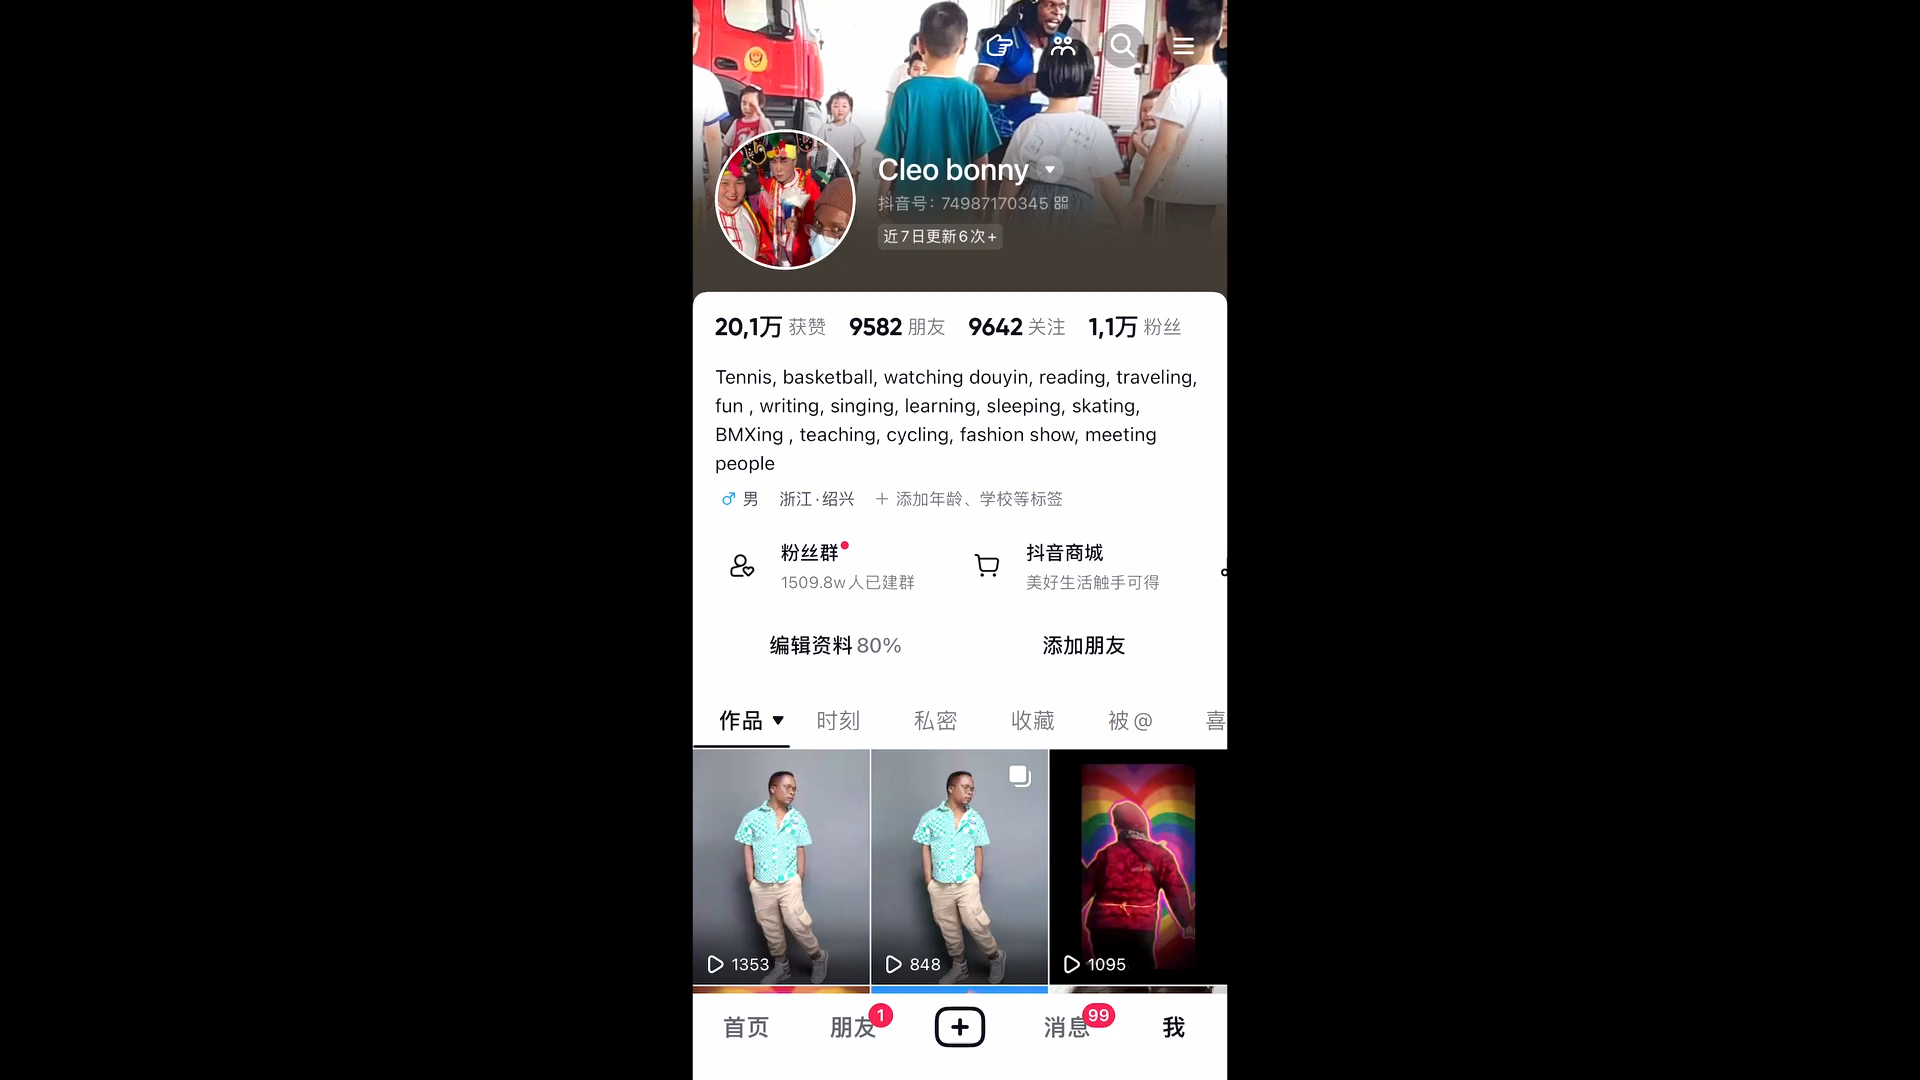 Cleo bonny
抖音号：74987170345
近7日更新6次+
20,1万 获赞 9582 朋友 9642 关注 1,1万 粉丝
Tennis, basketball, watching douyin, reading, traveling,
fun , writing, singing, learning, sleeping, skating,
BMXing , teaching, cycling, fashion show, meeting
people
♂ 男 浙江·绍兴 + 添加年龄、学校等标签
粉丝群 抖音商城
1509.8w人已建群 美好生活触手可得
编辑资料 80% 添加朋友
作品 时刻 私密 收藏 被@ 喜
1353 848 1095
首页 朋友 1 消息 99 我